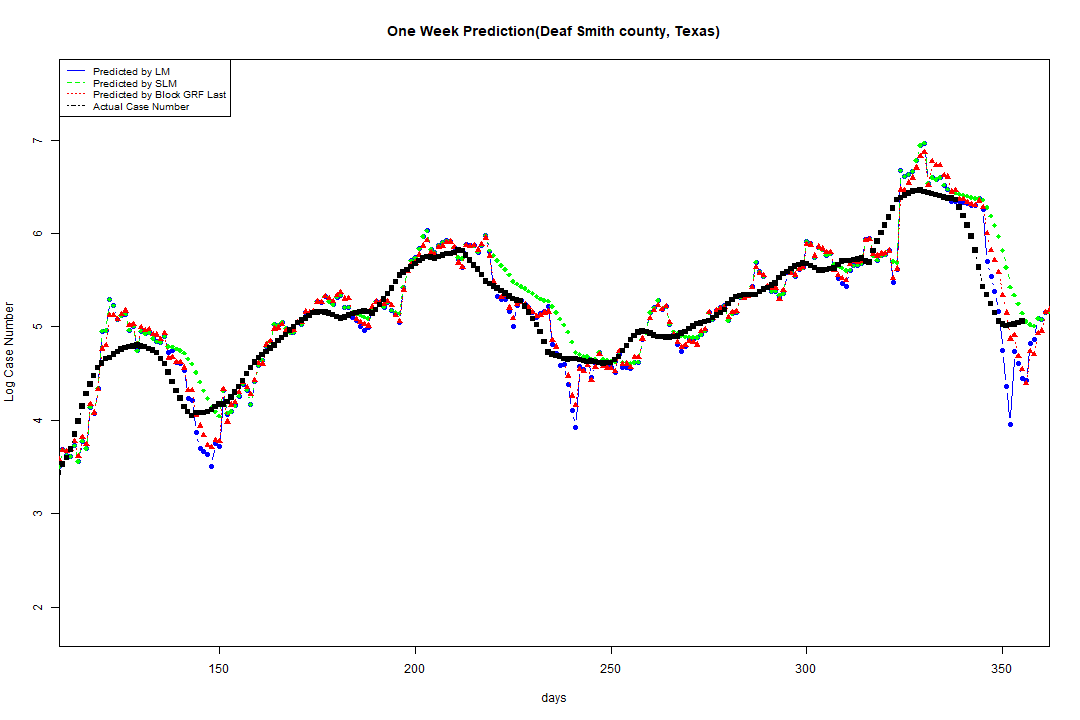 One Week Prediction(Deaf Smith county, Texas)
Predicted by LM
Predicted by SLM
Predicted by Block GRF Last
Actual Case Number
7
6
5
4
3
2
Log Case Number
150 200 250 300 350
days